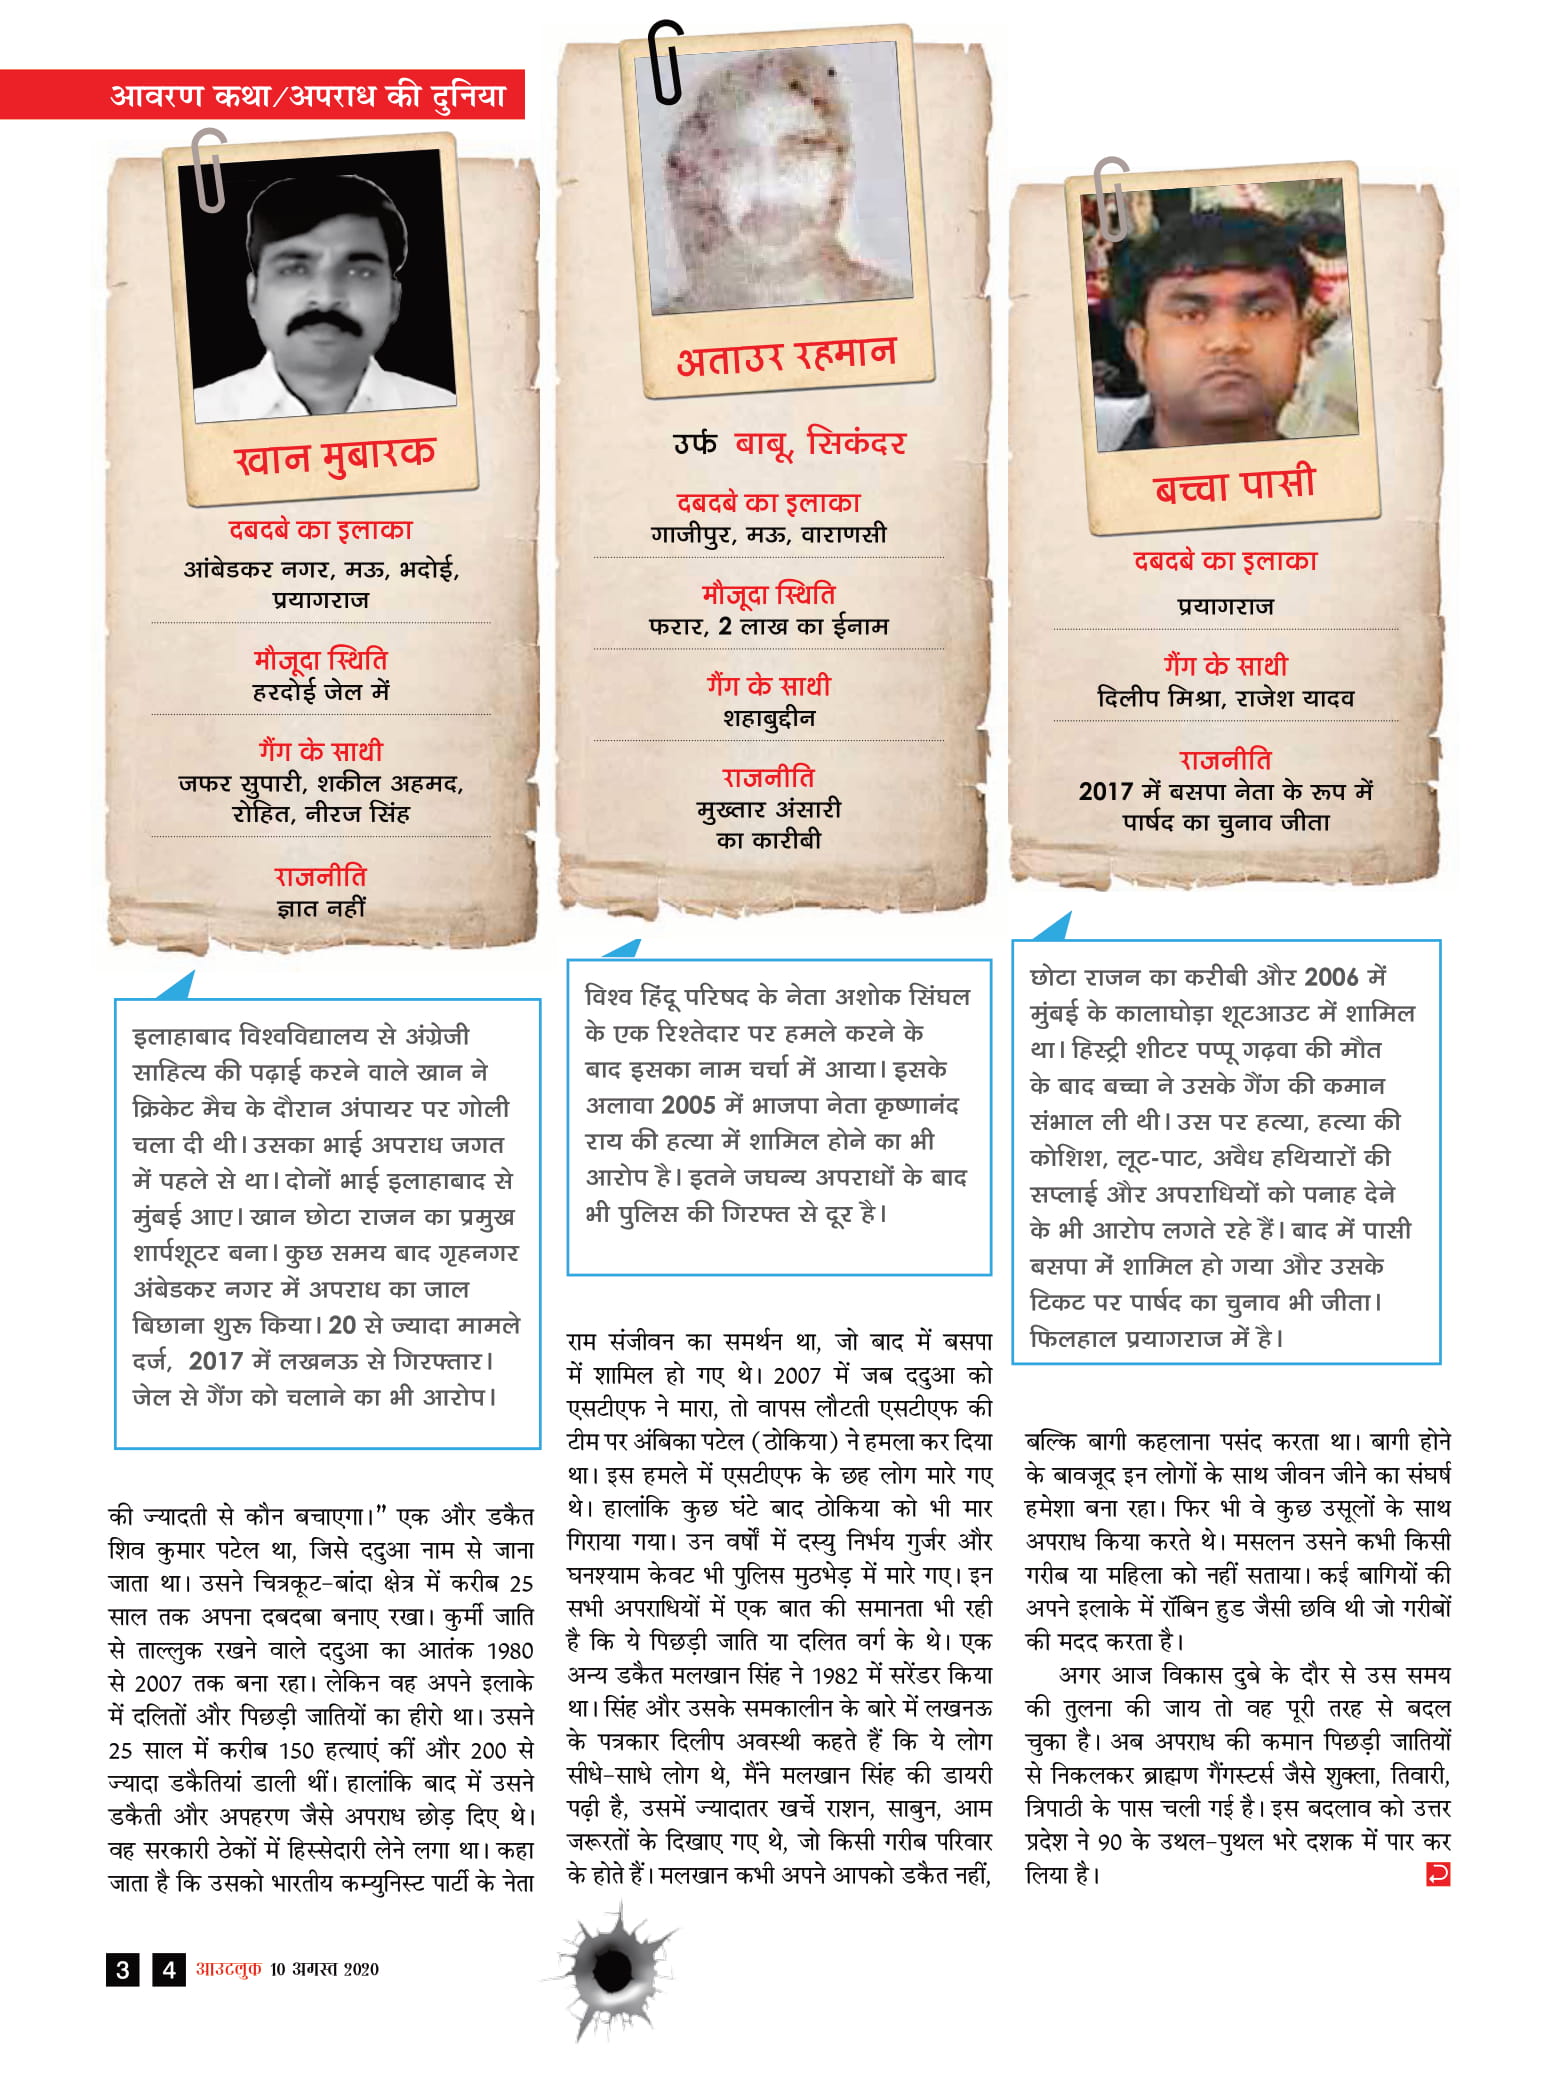 आवरण कथा/अपराध की दुनिया
खान मुबारक
दबदबे का इलाका
आंबेडकर नगर, मऊ, भदोई,
प्रयागराज
मौजूदा स्थिति
हरदोई जेल में
गैंग के साथी
जफर सुपारी, शकील अहमद,
रोहित, नीरज सिंह
राजनीति
ज्ञात नहीं
इलाहाबाद विश्वविद्यालय से अंग्रेजी
साहित्य की पढ़ाई करने वाले खान ने
क्रिकेट मैच के दौरान अंपायर पर गोली
चला दी थी। उसका भाई अपराध जगत
में पहले से था। दोनों भाई इलाहाबाद से
मुंबई आए। खान छोटा राजन का प्रमुख
शार्पशूटर बना। कुछ समय बाद गृहनगर
अंबेडकर नगर में अपराध का जाल
बिछाना शुरू किया। 20 से ज्यादा मामले
दर्ज, 2017 में लखनऊ से गिरफ्तार।
जेल से गैंग को चलाने का भी आरोप।
अताउर रहमान
उर्फ बाबू, सिकंदर
दबदबे का इलाका
गाजीपुर, मऊ, वाराणसी
मौजूदा स्थिति
फरार, 2 लाख का ईनाम
गैंग के साथी
शहाबुद्दीन
राजनीति
मुख्तार अंसारी
का कारीबी
विश्व हिंदू परिषद के नेता अशोक सिंघल
के एक रिश्तेदार पर हमले करने के
बाद इसका नाम चर्चा में आया। इसके
अलावा 2005 में भाजपा नेता कृष्णानंद
राय की हत्या में शामिल होने का भी
आरोप है। इतने जघन्य अपराधों के बाद
भी पुलिस की गिरफ्त से दूर है।
बच्चा पासी
दबदबे का इलाका
प्रयागराज
गैंग के साथी
दिलीप मिश्रा, राजेश यादव
राजनीति
2017 में बसपा नेता के रूप में
पार्षद का चुनाव जीता
छोटा राजन का करीबी और 2006 में
मुंबई के कालाघोड़ा शूटआउट में शामिल
था। हिस्ट्री शीटर पप्पू गढ़वा की मौत
के बाद बच्चा ने उसके गैंग की कमान
संभाल ली थी। उस पर हत्या, हत्या की
कोशिश, लूट-पाट, अवैध हथियारों की
सप्लाई और अपराधियों को पनाह देने
के भी आरोप लगते रहे हैं। बाद में पासी
बसपा में शामिल हो गया और उसके
टिकट पर पार्षद का चुनाव भी जीता।
फिलहाल प्रयागराज में है।
की ज्यादती से कौन बचाएगा।” एक और डकैत
शिव कुमार पटेल था, जिसे ददुआ नाम से जाना
जाता था। उसने चित्रकूट-बांदा क्षेत्र में करीब 25
साल तक अपना दबदबा बनाए रखा। कुर्मी जाति
से ताल्लुक रखने वाले ददुआ का आतंक 1980
से 2007 तक बना रहा। लेकिन वह अपने इलाके
में दलितों और पिछड़ी जातियों का हीरो था। उसने
25 साल में करीब 150 हत्याएं कीं और 200 से
ज्यादा डकैतियां डाली थीं। हालांकि बाद में उसने
डकैती और अपहरण जैसे अपराध छोड़ दिए थे।
वह सरकारी ठेकों में हिस्सेदारी लेने लगा था। कहा
जाता है कि उसको भारतीय कम्युनिस्ट पार्टी के नेता
राम संजीवन का समर्थन था, जो बाद में बसपा
में शामिल हो गए थे। 2007 में जब ददुआ को
एसटीएफ ने मारा, तो वापस लौटती एसटीएफ की
टीम पर अंबिका पटेल (ठोकिया) ने हमला कर दिया
था। इस हमले में एसटीएफ के छह लोग मारे गए
थे। हालांकि कुछ घंटे बाद ठोकिया को भी मार
गिराया गया। उन वर्षों में दस्यु निर्भय गुर्जर और
घनश्याम केवट भी पुलिस मुठभेड़ में मारे गए। इन
सभी अपराधियों में एक बात की समानता भी रही
है कि ये पिछड़ी जाति या दलित वर्ग के थे। एक
अन्य डकैत मलखान सिंह ने 1982 में सरेंडर किया
था। सिंह और उसके समकालीन के बारे में लखनऊ
के पत्रकार दिलीप अवस्थी कहते हैं कि ये लोग
सीधे-साधे लोग थे, मैंने मलखान सिंह की डायरी
पढ़ी है, उसमें ज्यादातर खर्चे राशन, साबुन, आम
जरूरतों के दिखाए गए थे, जो किसी गरीब परिवार
के होते हैं। मलखान कभी अपने आपको डकैत नहीं,
बल्कि बागी कहलाना पसंद करता था। बागी होने
के बावजूद इन लोगों के साथ जीवन जीने का संघर्ष
हमेशा बना रहा। फिर भी वे कुछ उसूलों के साथ
अपराध किया करते थे। मसलन उसने कभी किसी
गरीब या महिला को नहीं सताया। कई बागियों की
अपने इलाके में रॉबिन हुड जैसी छवि थी जो गरीबों
की मदद करता है।
अगर आज विकास दुबे के दौर से उस समय
की तुलना की जाय तो वह पूरी तरह से बदल
चुका है। अब अपराध की कमान पिछड़ी जातियों
से निकलकर ब्राह्मण गैंगस्टर्स जैसे शुक्ला, तिवारी,
त्रिपाठी के पास चली गई है। इस बदलाव को उत्तर
प्रदेश ने 90 के उथल-पुथल भरे दशक में पार कर
लिया है।
3 4 आउटलुक 10 अगस्त 2020